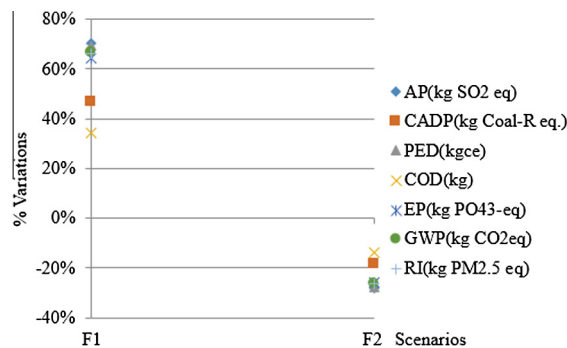 80%
60%
40%
20%
0%
-20%
-40%
% Variations
F1
F2
Scenarios
AP(kg SO2 eq)
CADP(kg Coal-R eq.)
PED(kgce)
COD(kg)
EP(kg PO43-eq)
GWP(kg CO2eq)
RI(kg PM2.5 eq)